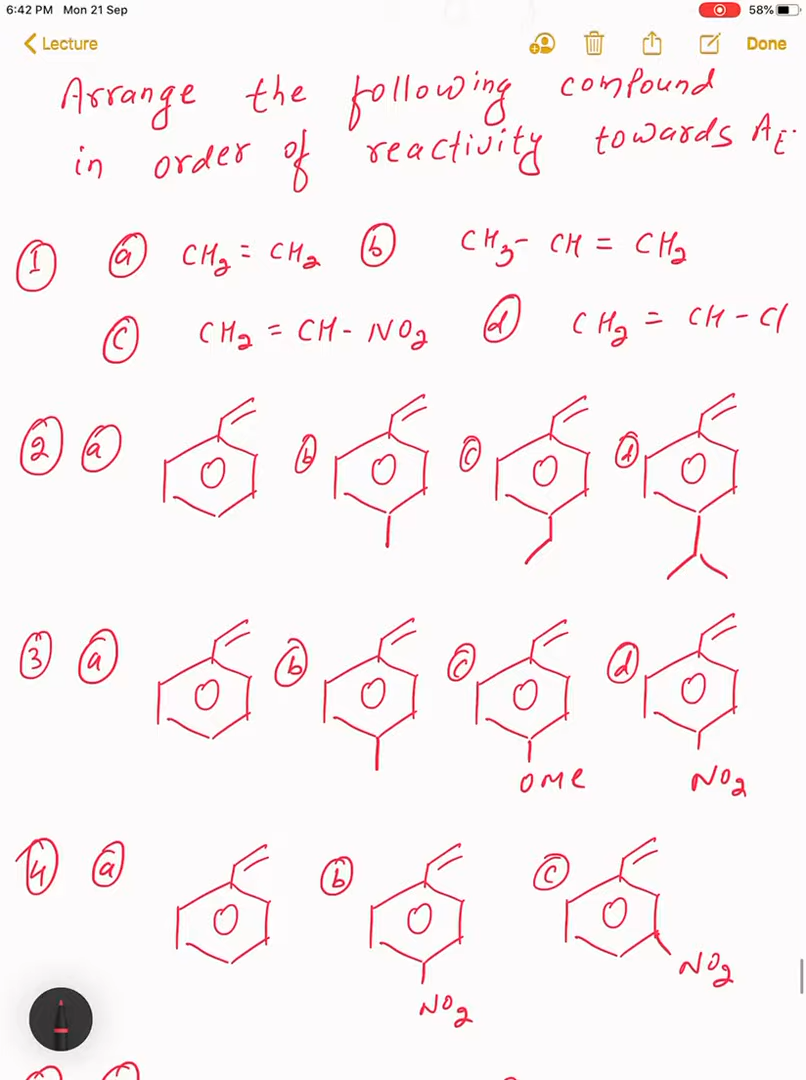 6:42 PM Mon 21 Sep 58%
Lecture Done
Arrange the following compound
in order of reactivity towards AE.
1 a CH2 = CH2 b CH3 - CH = CH2
c CH2 = CH - NO2 d CH2 = CH - Cl
2 a b c d
3 a b c d
OMe NO2
4 a b c
NO2
NO2